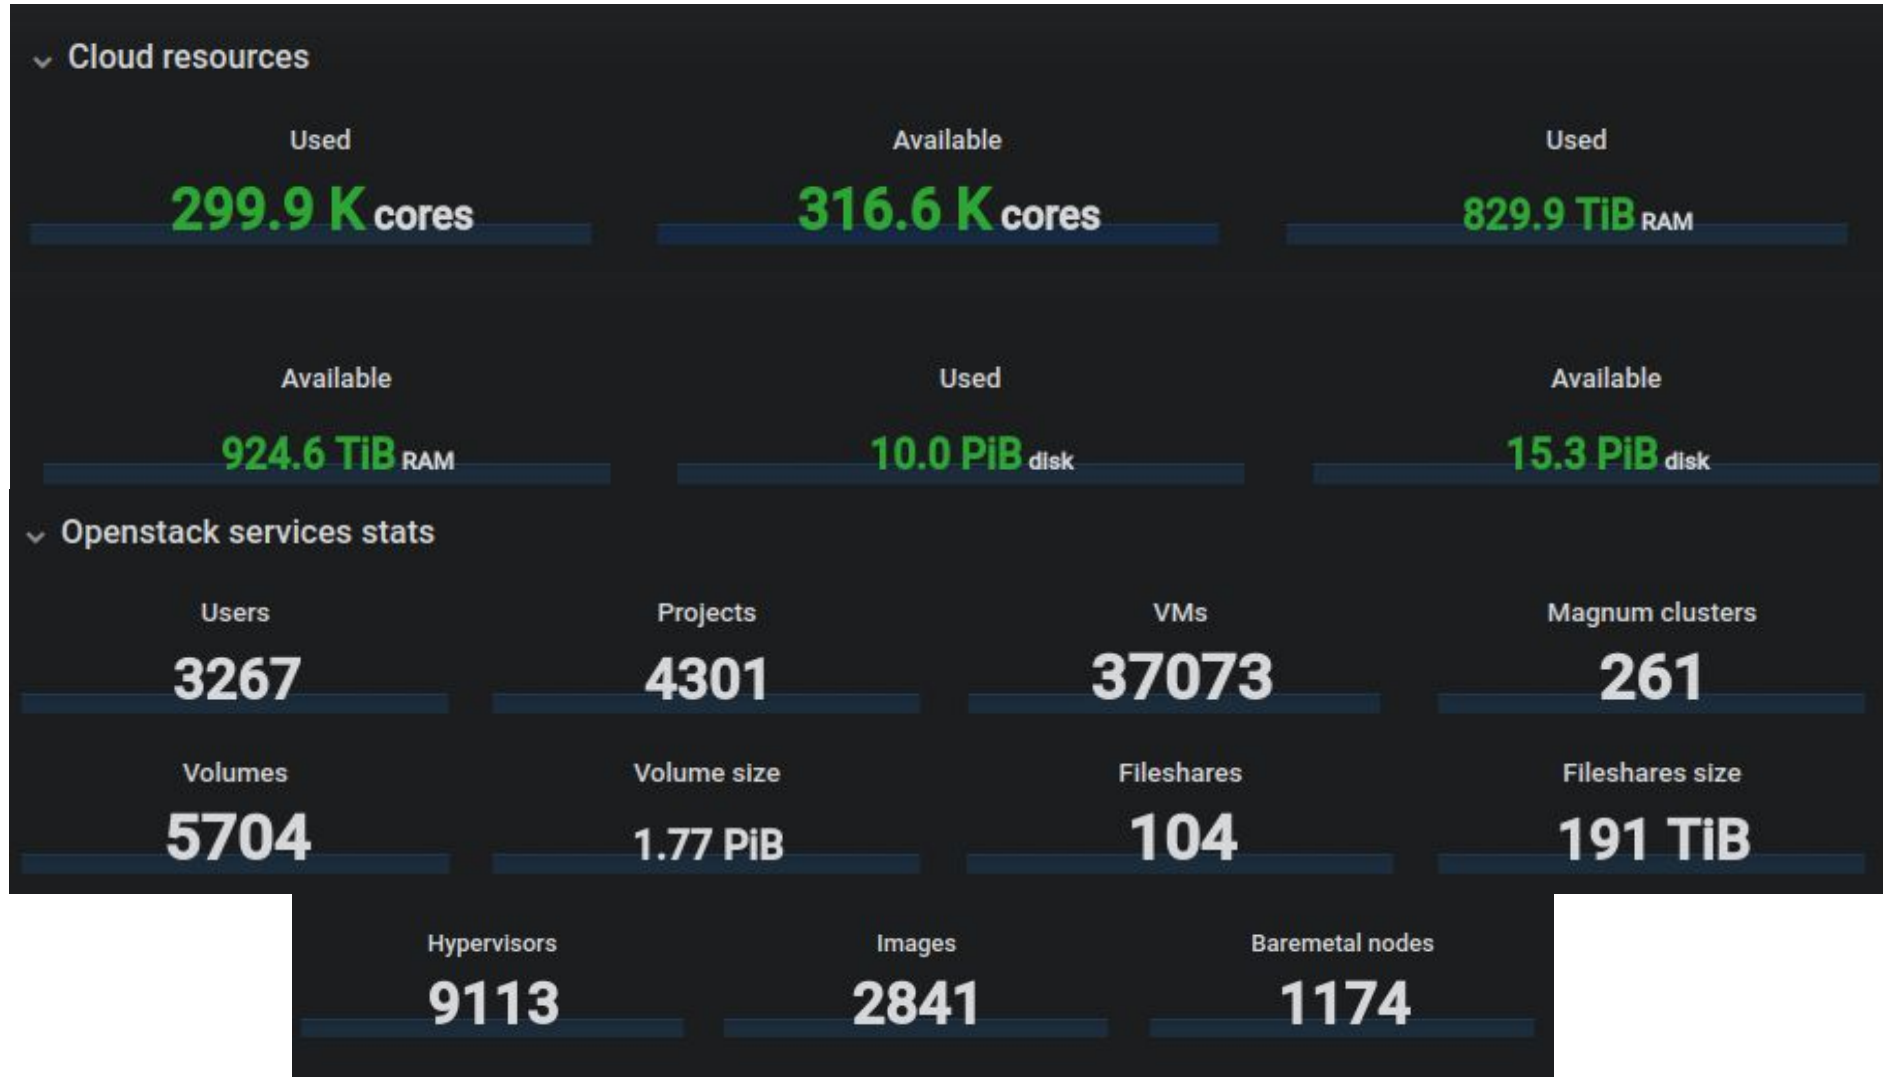 Cloud resources
Used Available Used
299.9 K cores 316.6 K cores 829.9 TiB RAM
Available Used Available
924.6 TiB RAM 10.0 PiB disk 15.3 PiB disk
Openstack services stats
Users Projects VMs Magnum clusters
3267 4301 37073 261
Volumes Volume size Fileshares Fileshares size
5704 1.77 PiB 104 191 TiB
Hypervisors Images Baremetal nodes
9113 2841 1174